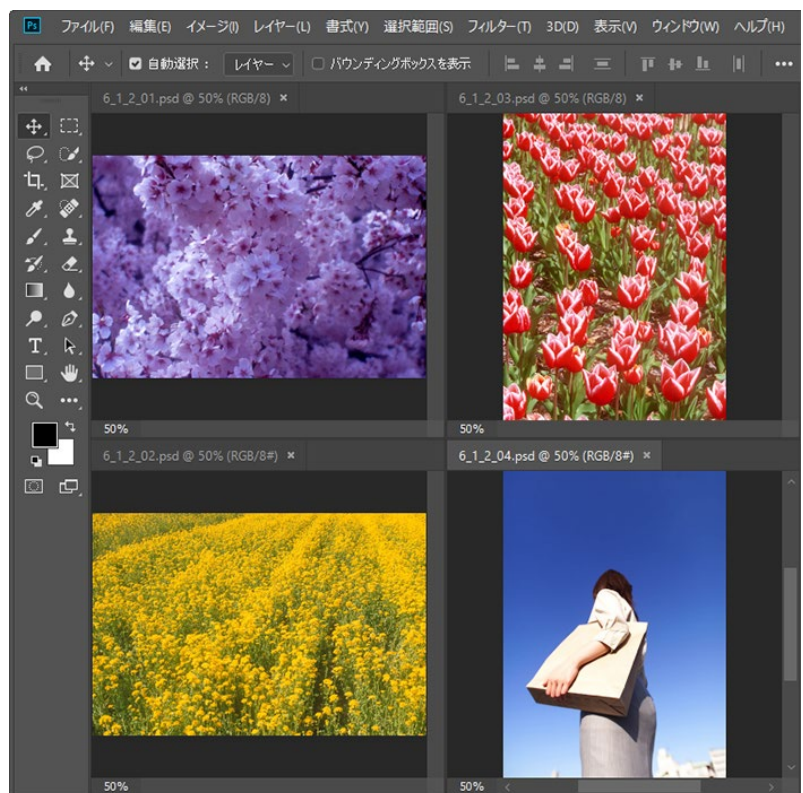 Ps ファイル(F) 編集(E) イメージ(I) レイヤー(L) 書式(Y) 選択範囲(S) フィルター(T) 3D(D) 表示(V) ウィンドウ(W) ヘルプ(H)
自動選択： レイヤー バウンディングボックスを表示
6_1_2_01.psd @ 50% (RGB/8) × 6_1_2_03.psd @ 50% (RGB/8) ×
50% 50%
6_1_2_02.psd @ 50% (RGB/8#) × 6_1_2_04.psd @ 50% (RGB/8#) ×
50% 50%